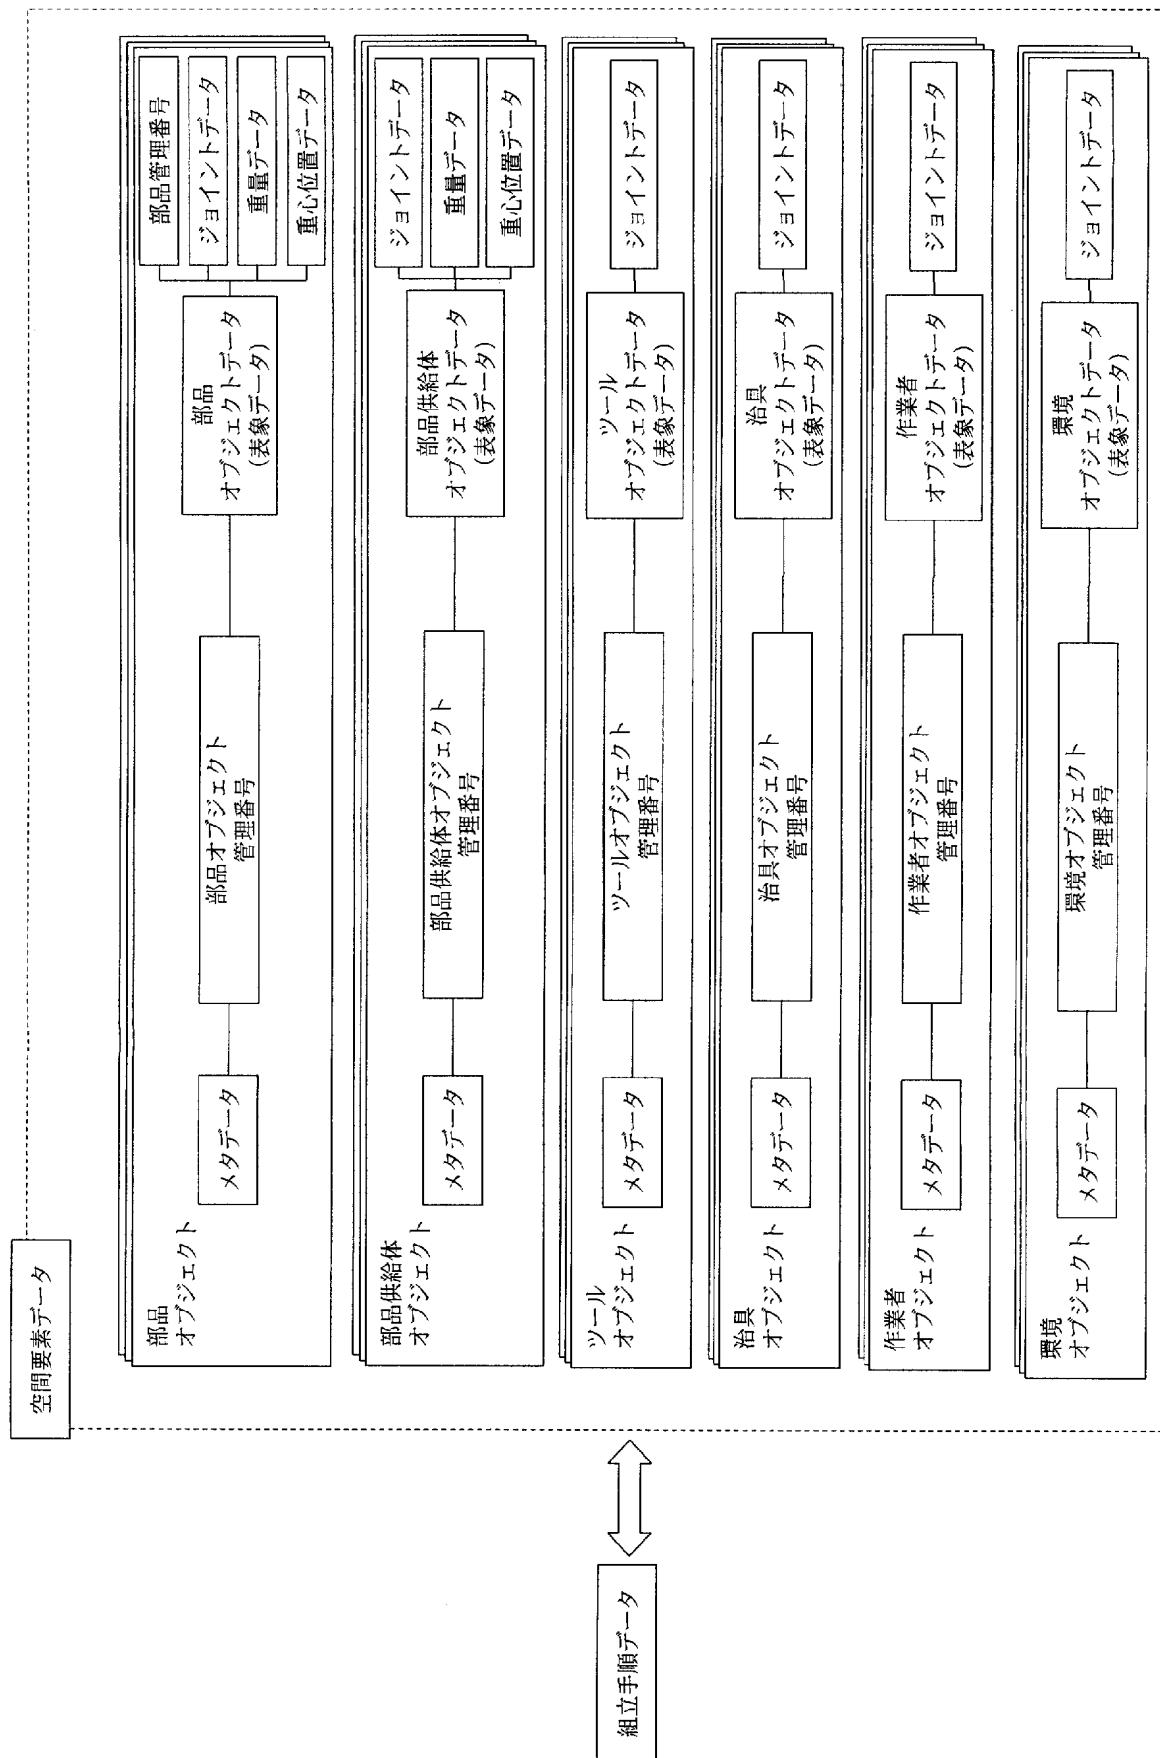 空間要素データ
組立手順データ
部品
オブジェクト
メタデータ
部品オブジェクト
管理番号
部品
オブジェクトデータ
(表象データ)
部品管理番号
ジョイントデータ
重量データ
重心位置データ
部品供給体
オブジェクト
メタデータ
部品供給体オブジェクト
管理番号
部品供給体
オブジェクトデータ
(表象データ)
ジョイントデータ
重量データ
重心位置データ
ツール
オブジェクト
メタデータ
ツールオブジェクト
管理番号
ツール
オブジェクトデータ
(表象データ)
ジョイントデータ
治具
オブジェクト
メタデータ
治具オブジェクト
管理番号
治具
オブジェクトデータ
(表象データ)
ジョイントデータ
作業者
オブジェクト
メタデータ
作業者オブジェクト
管理番号
作業者
オブジェクトデータ
(表象データ)
ジョイントデータ
環境
オブジェクト
メタデータ
環境オブジェクト
管理番号
環境
オブジェクトデータ
(表象データ)
ジョイントデータ